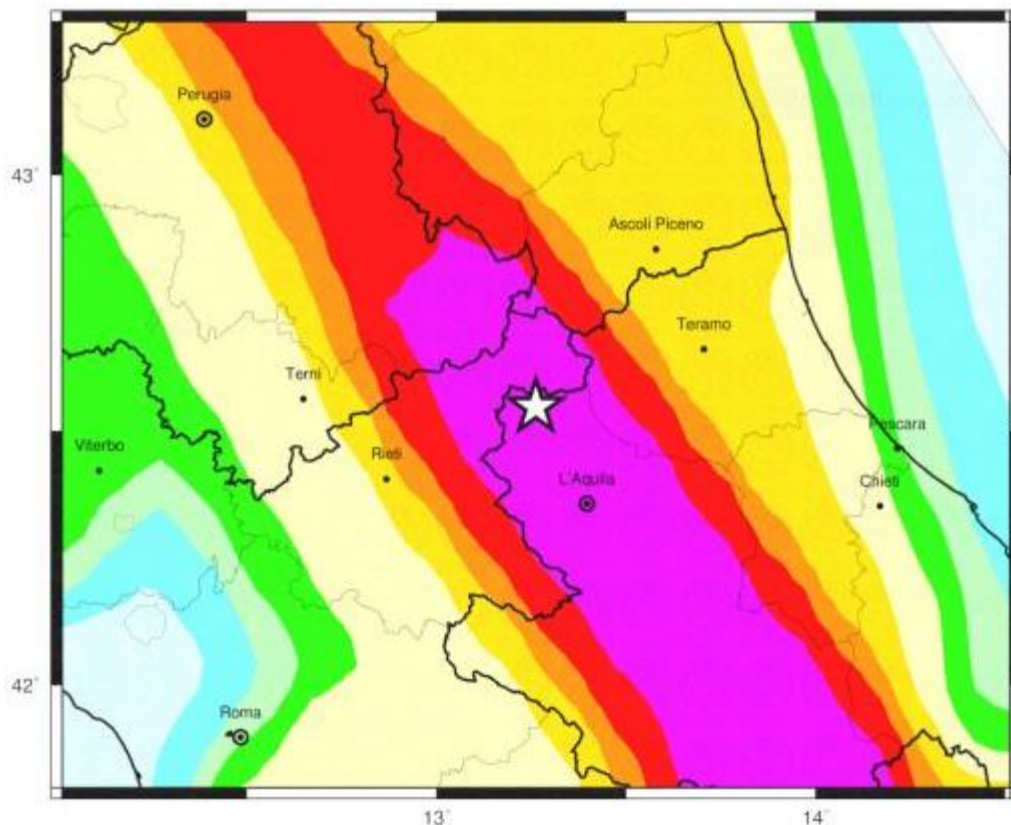 Perugia
43°
Ascoli Piceno
Teramo
Terni
Viterbo
Rieti
Pescara
L'Aquila
Chieti
42°
Roma
13°
14°